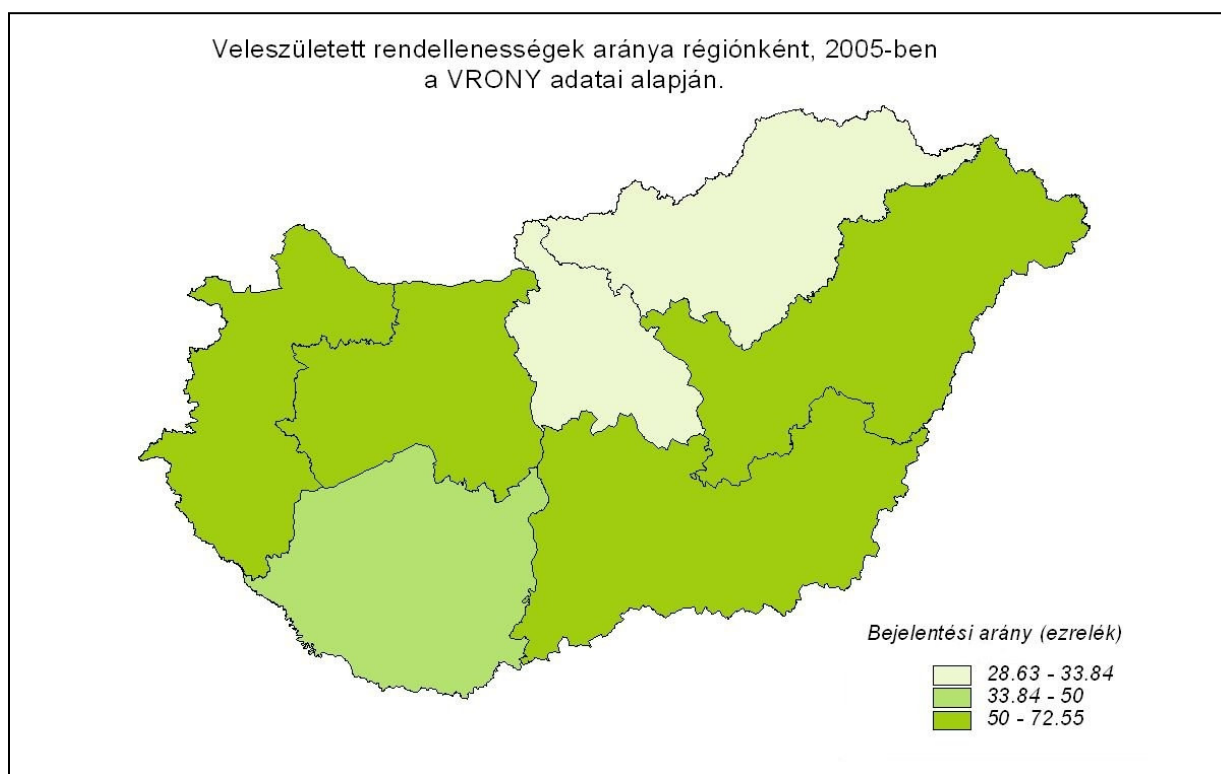 Veleszületett rendellenességek aránya régiónként, 2005-ben
a VRONY adatai alapján.
Bejelentési arány (ezrelék)
28.63 - 33.84
33.84 - 50
50 - 72.55